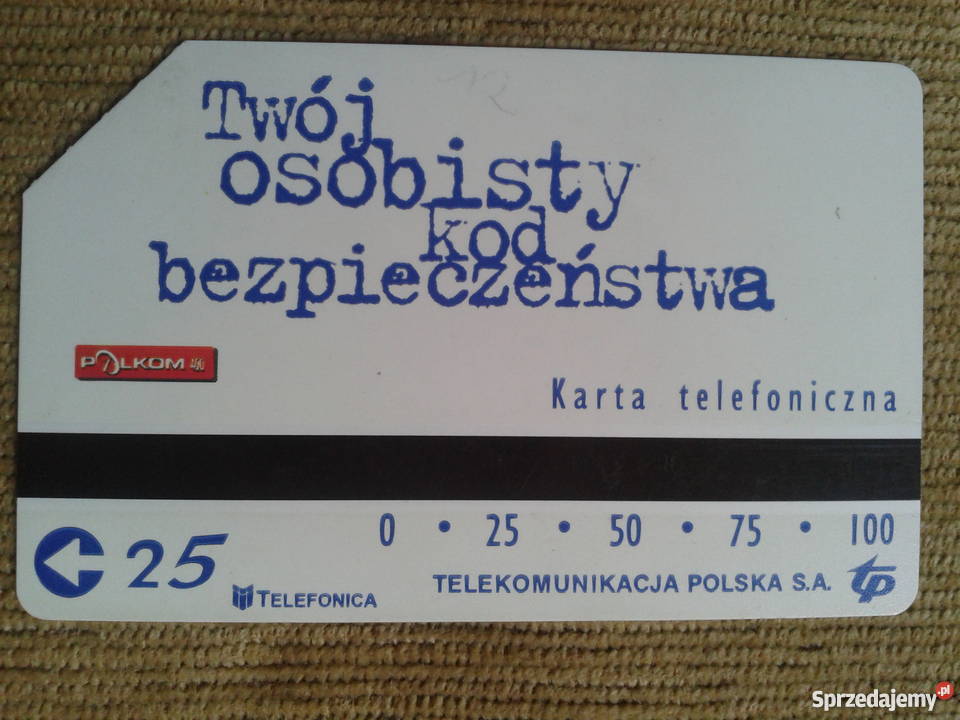 Twój
osobisty
kod
bezpieczeństwa
POLKOM
Karta telefoniczna
0 • 25 • 50 • 75 • 100
25
TELEFONICA
TELEKOMUNIKACJA POLSKA S.A. tp
Sprzedajemy.pl